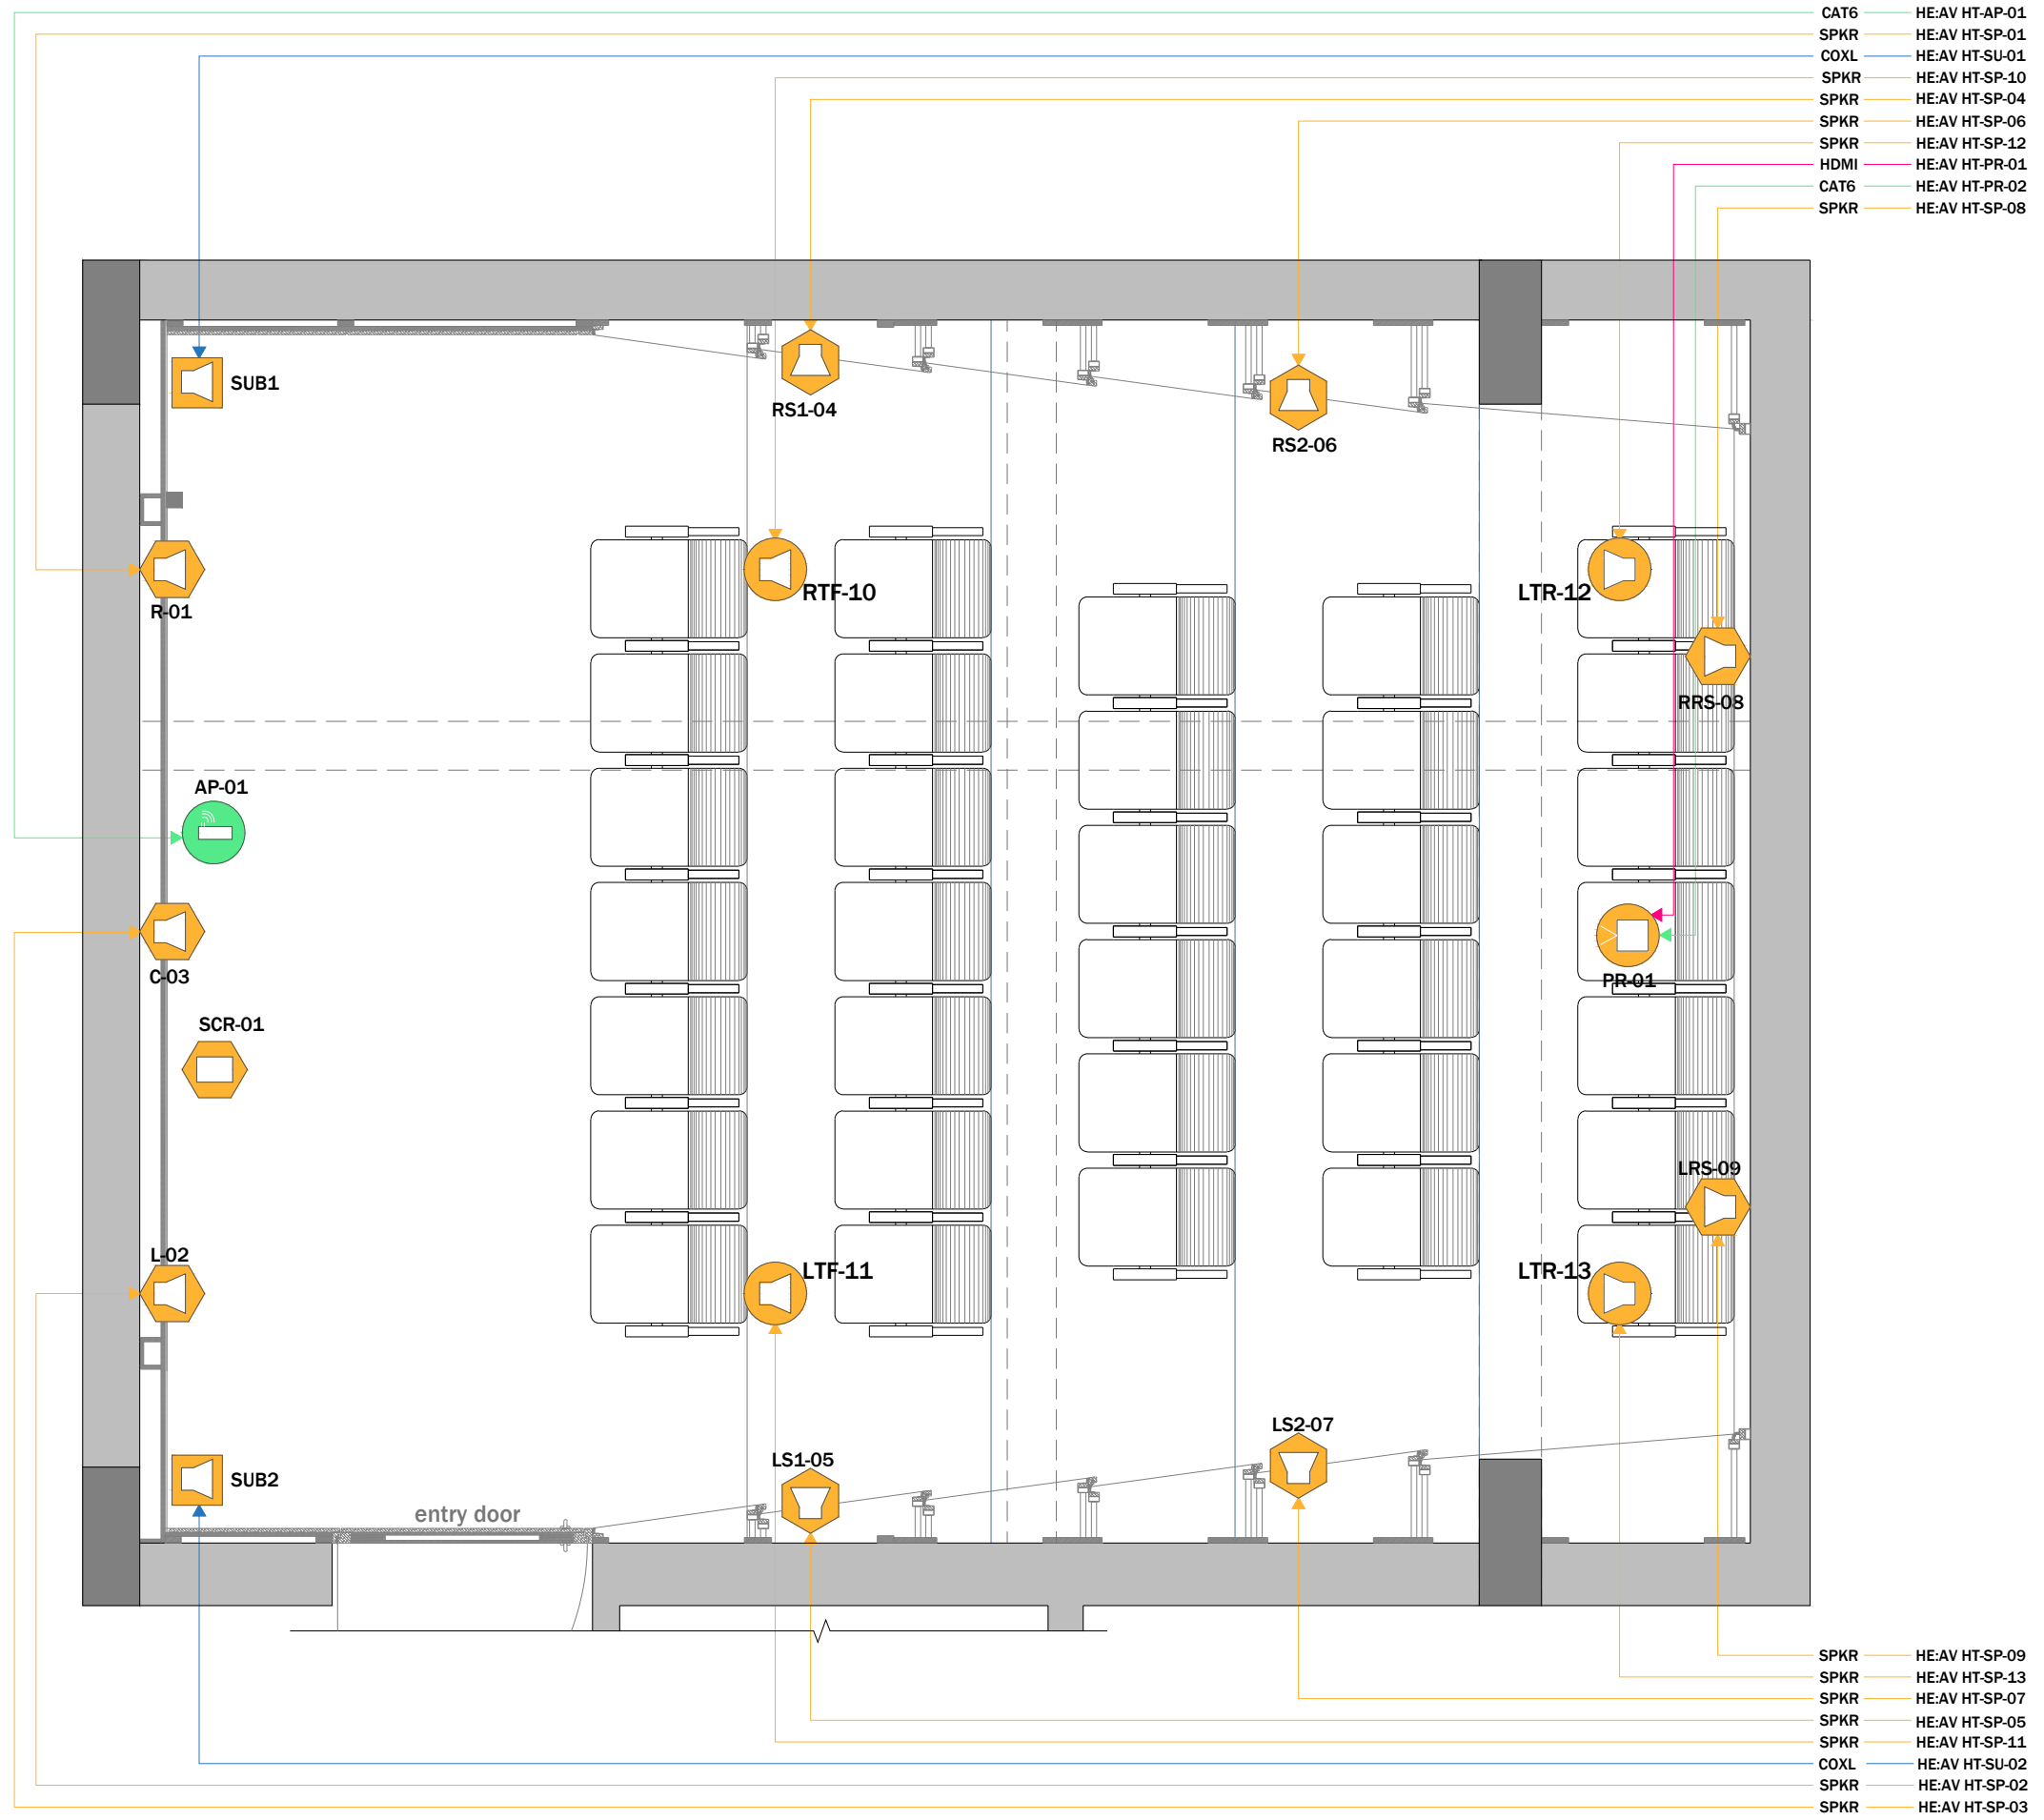 CAT6 HE:AV HT-AP-01
SPKR HE:AV HT-SP-01
COXL HE:AV HT-SU-01
SPKR HE:AV HT-SP-10
SPKR HE:AV HT-SP-04
SPKR HE:AV HT-SP-06
SPKR HE:AV HT-SP-12
HDMI HE:AV HT-PR-01
CAT6 HE:AV HT-PR-02
SPKR HE:AV HT-SP-08
SUB1
RS1-04
RS2-06
R-01
RTF-10
LTR-12
RRS-08
AP-01
C-03
PR-01
SCR-01
LRS-09
L-02
LTF-11
LTR-13
LS2-07
LS1-05
SUB2
entry door
SPKR HE:AV HT-SP-09
SPKR HE:AV HT-SP-13
SPKR HE:AV HT-SP-07
SPKR HE:AV HT-SP-05
SPKR HE:AV HT-SP-11
COXL HE:AV HT-SU-02
SPKR HE:AV HT-SP-02
SPKR HE:AV HT-SP-03